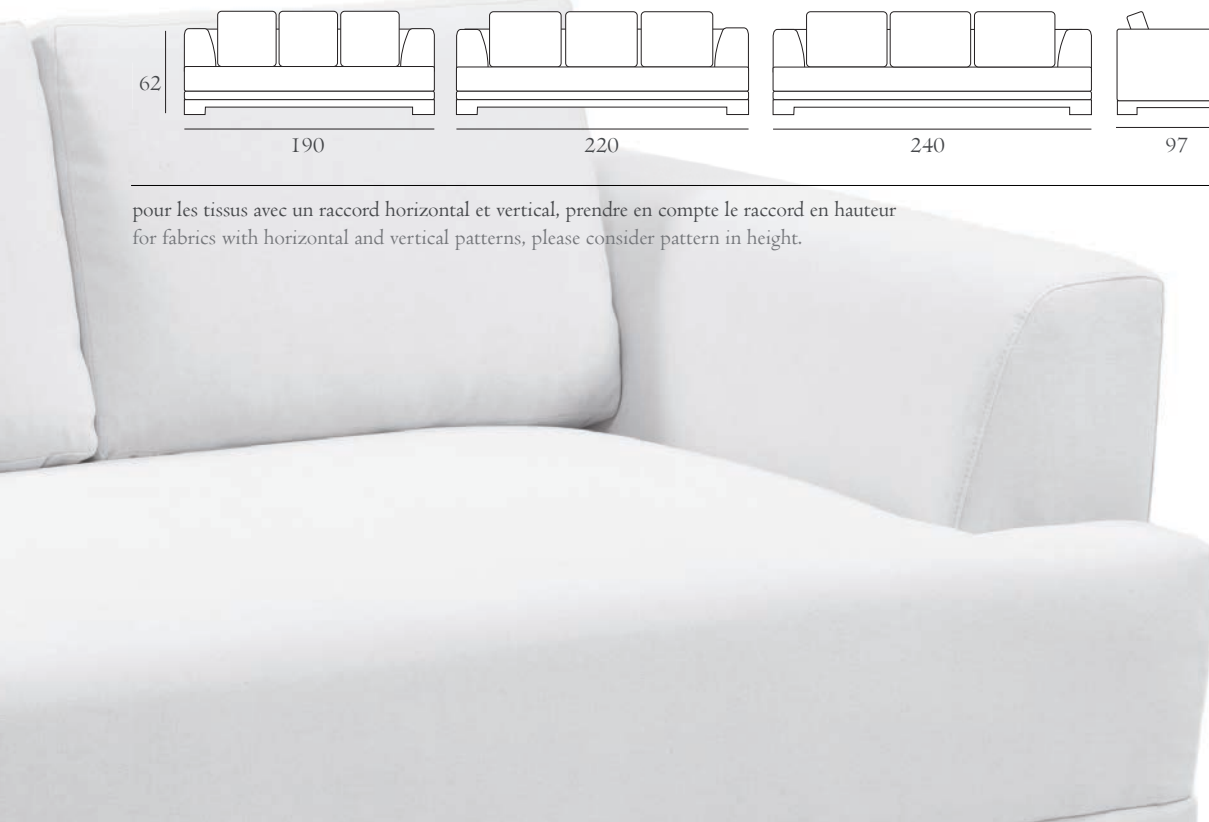 62
190
220
240
97
pour les tissus avec un raccord horizontal et vertical, prendre en compte le raccord en hauteur
for fabrics with horizontal and vertical patterns, please consider pattern in height.